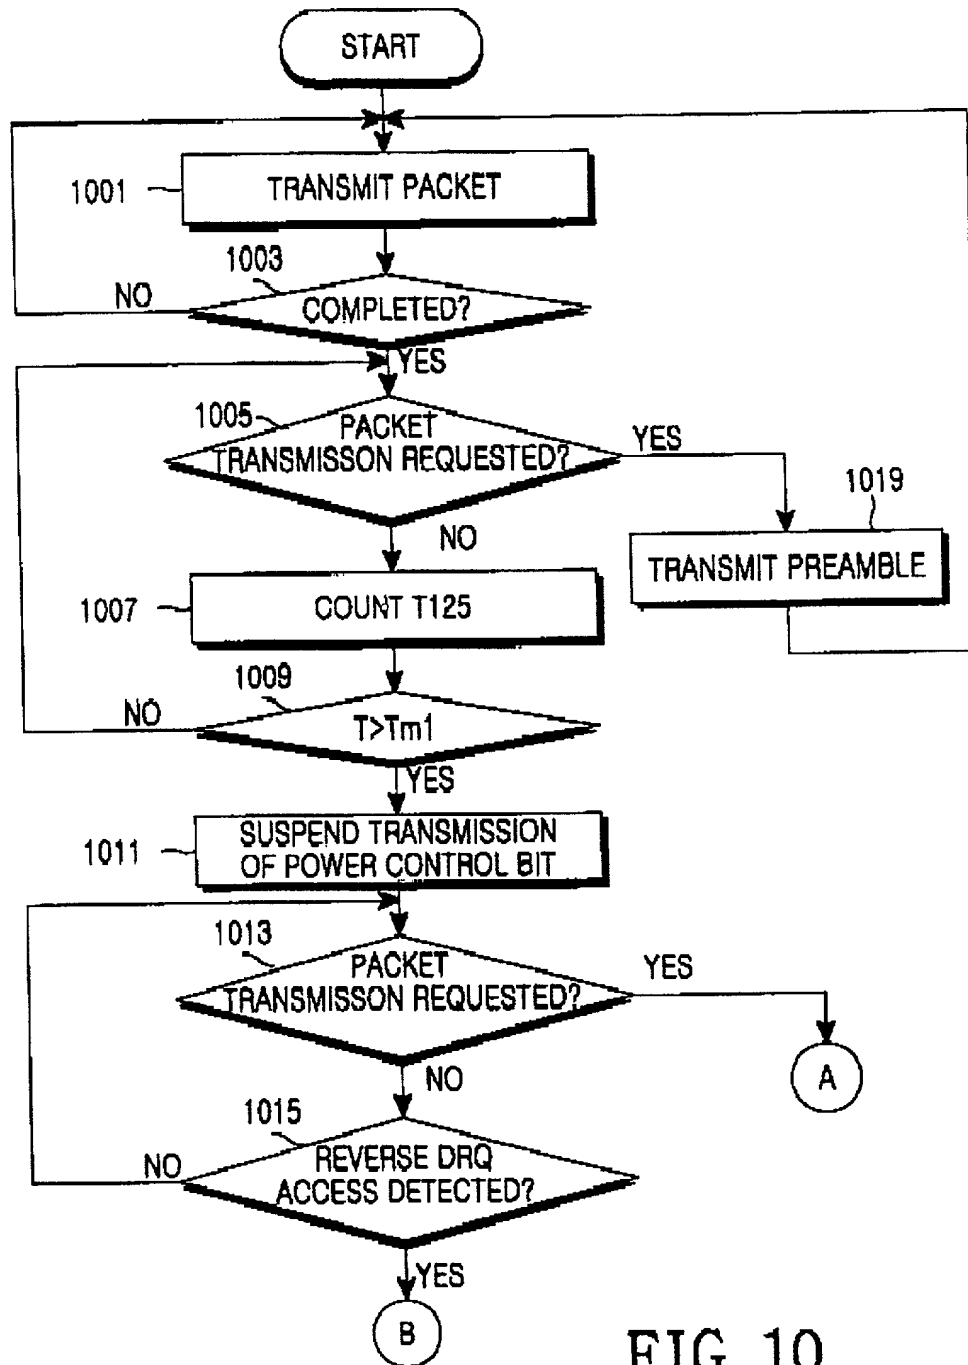 START
1001
TRANSMIT PACKET
1003
NO
COMPLETED?
YES
1005
PACKET
TRANSMISSON REQUESTED?
YES
1019
NO
TRANSMIT PREAMBLE
1007
COUNT T125
1009
NO
T>Tm1
YES
1011
SUSPEND TRANSMISSION
OF POWER CONTROL BIT
1013
PACKET
TRANSMISSON REQUESTED?
YES
A
NO
1015
NO
REVERSE DRQ
ACCESS DETECTED?
YES
B
FIG 10